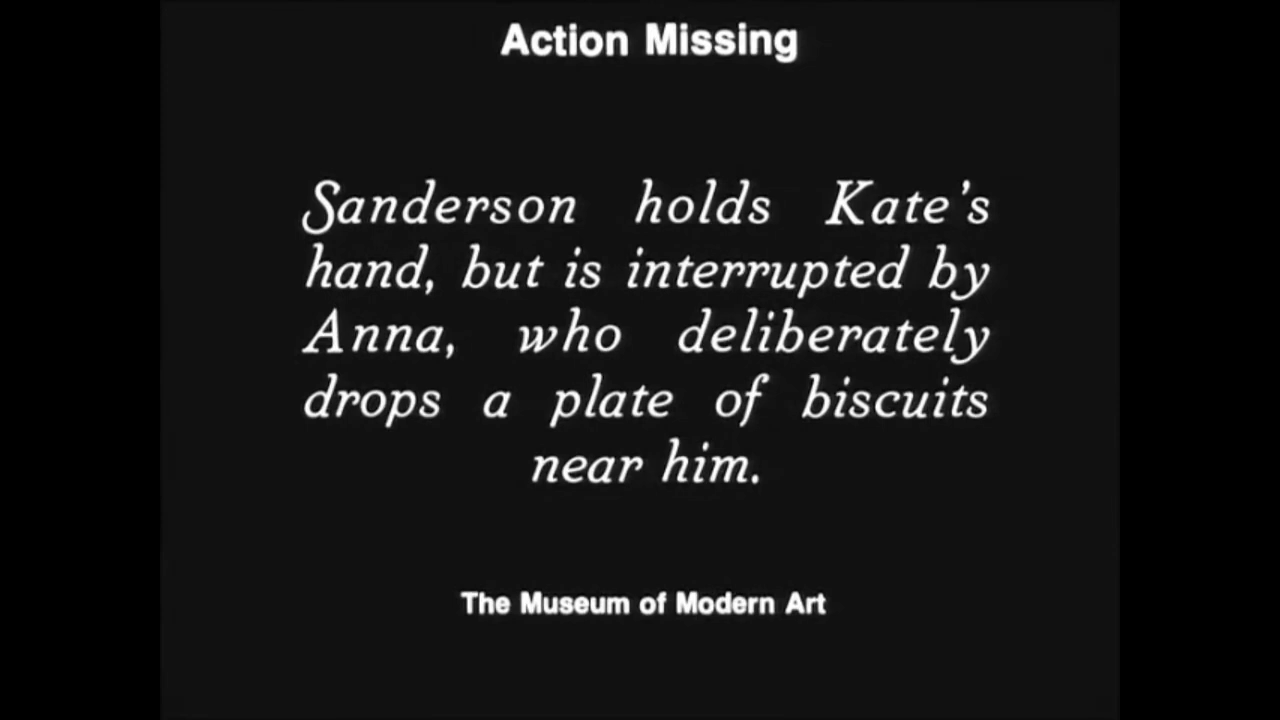 Action Missing
Sanderson holds Kate's
hand, but is interrupted by
Anna, who deliberately
drops a plate of biscuits
near him.
The Museum of Modern Art